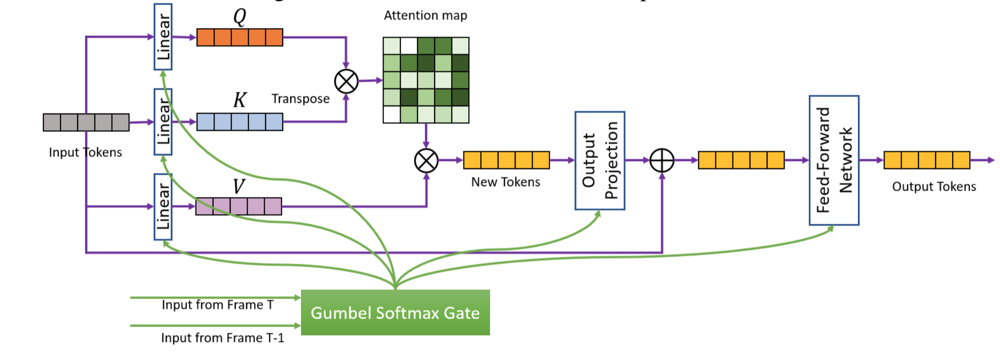 Linear
Q
Attention map
Linear
K
Transpose
Input Tokens
Linear
V
New Tokens
Output
Projection
Feed-Forward
Network
Output Tokens
Input from Frame T
Gumbel Softmax Gate
Input from Frame T-1